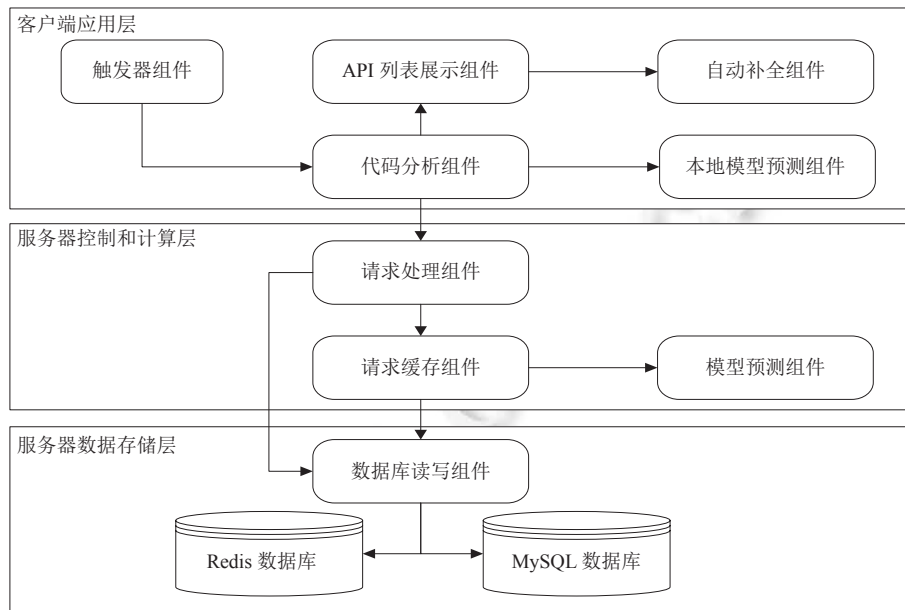 客户端应用层
触发器组件
API 列表展示组件
自动补全组件
代码分析组件
本地模型预测组件
服务器控制和计算层
请求处理组件
请求缓存组件
模型预测组件
服务器数据存储层
数据库读写组件
Redis 数据库
MySQL 数据库